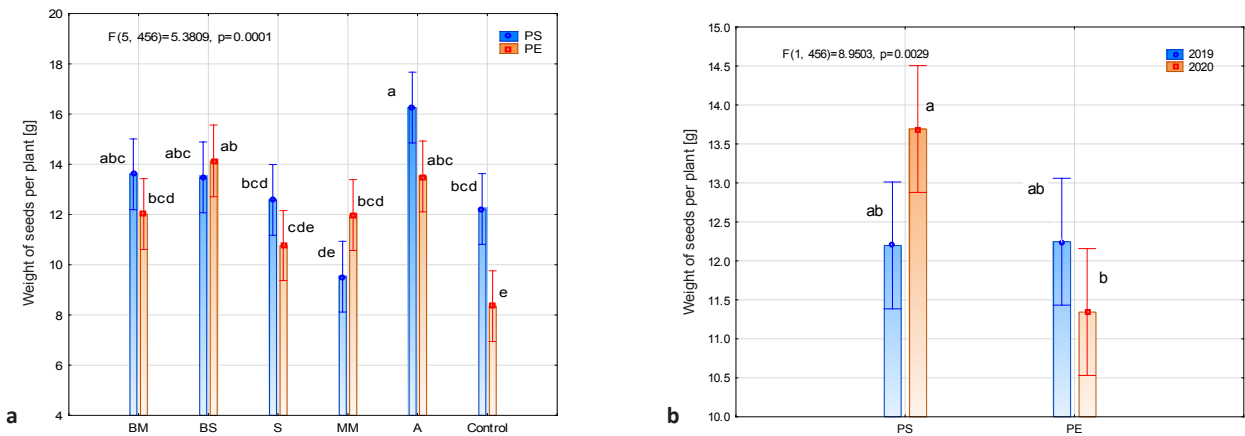 F(5, 456)=5.3809, p=0.0001
PS
PE
Weight of seeds per plant [g]
20
18
16
14
12
10
8
6
4
abc
bcd
abc
ab
bcd
cde
de
bcd
a
abc
bcd
e
BM BS S MM A Control
a
F(1, 456)=8.9503, p=0.0029
2019
2020
Weight of seeds per plant [g]
15.0
14.5
14.0
13.5
13.0
12.5
12.0
11.5
11.0
10.5
10.0
ab
a
ab
b
PS PE
b